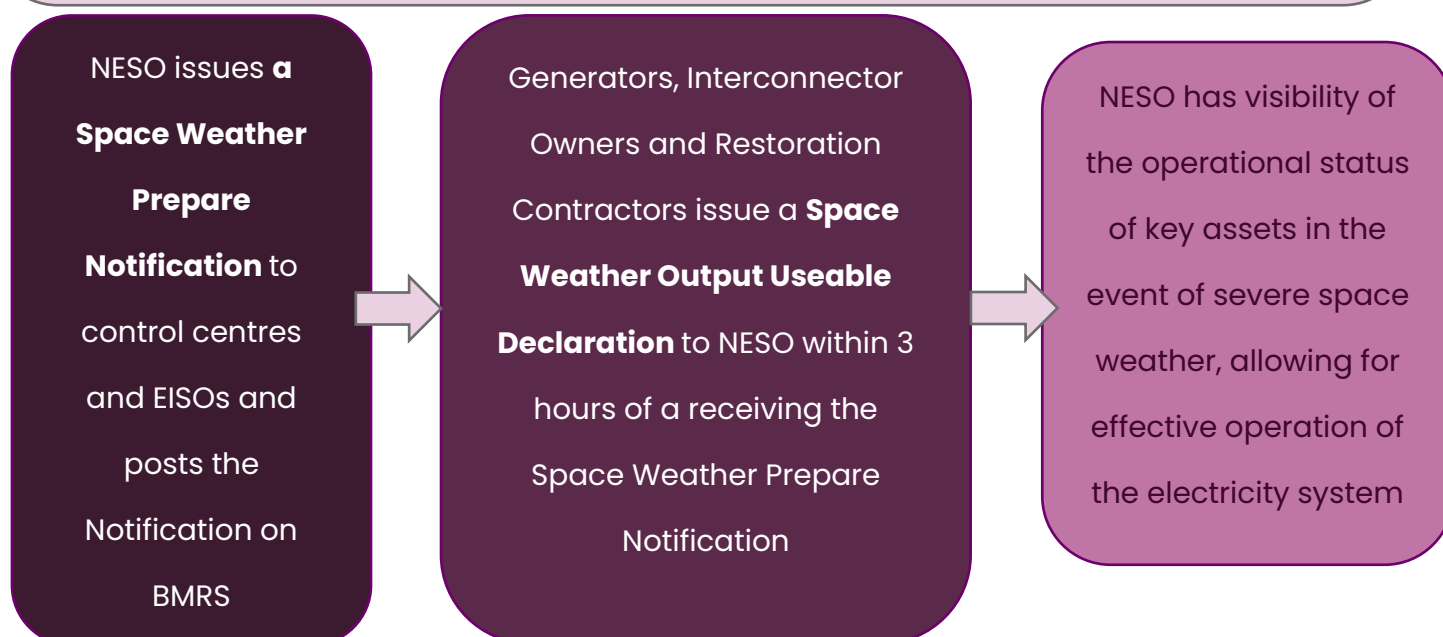 NESO issues a
Space Weather
Prepare
Notification to
control centres
and EISOs and
posts the
Notification on
BMRS
Generators, Interconnector
Owners and Restoration
Contractors issue a Space
Weather Output Useable
Declaration to NESO within 3
hours of a receiving the
Space Weather Prepare
Notification
NESO has visibility of
the operational status
of key assets in the
event of severe space
weather, allowing for
effective operation of
the electricity system